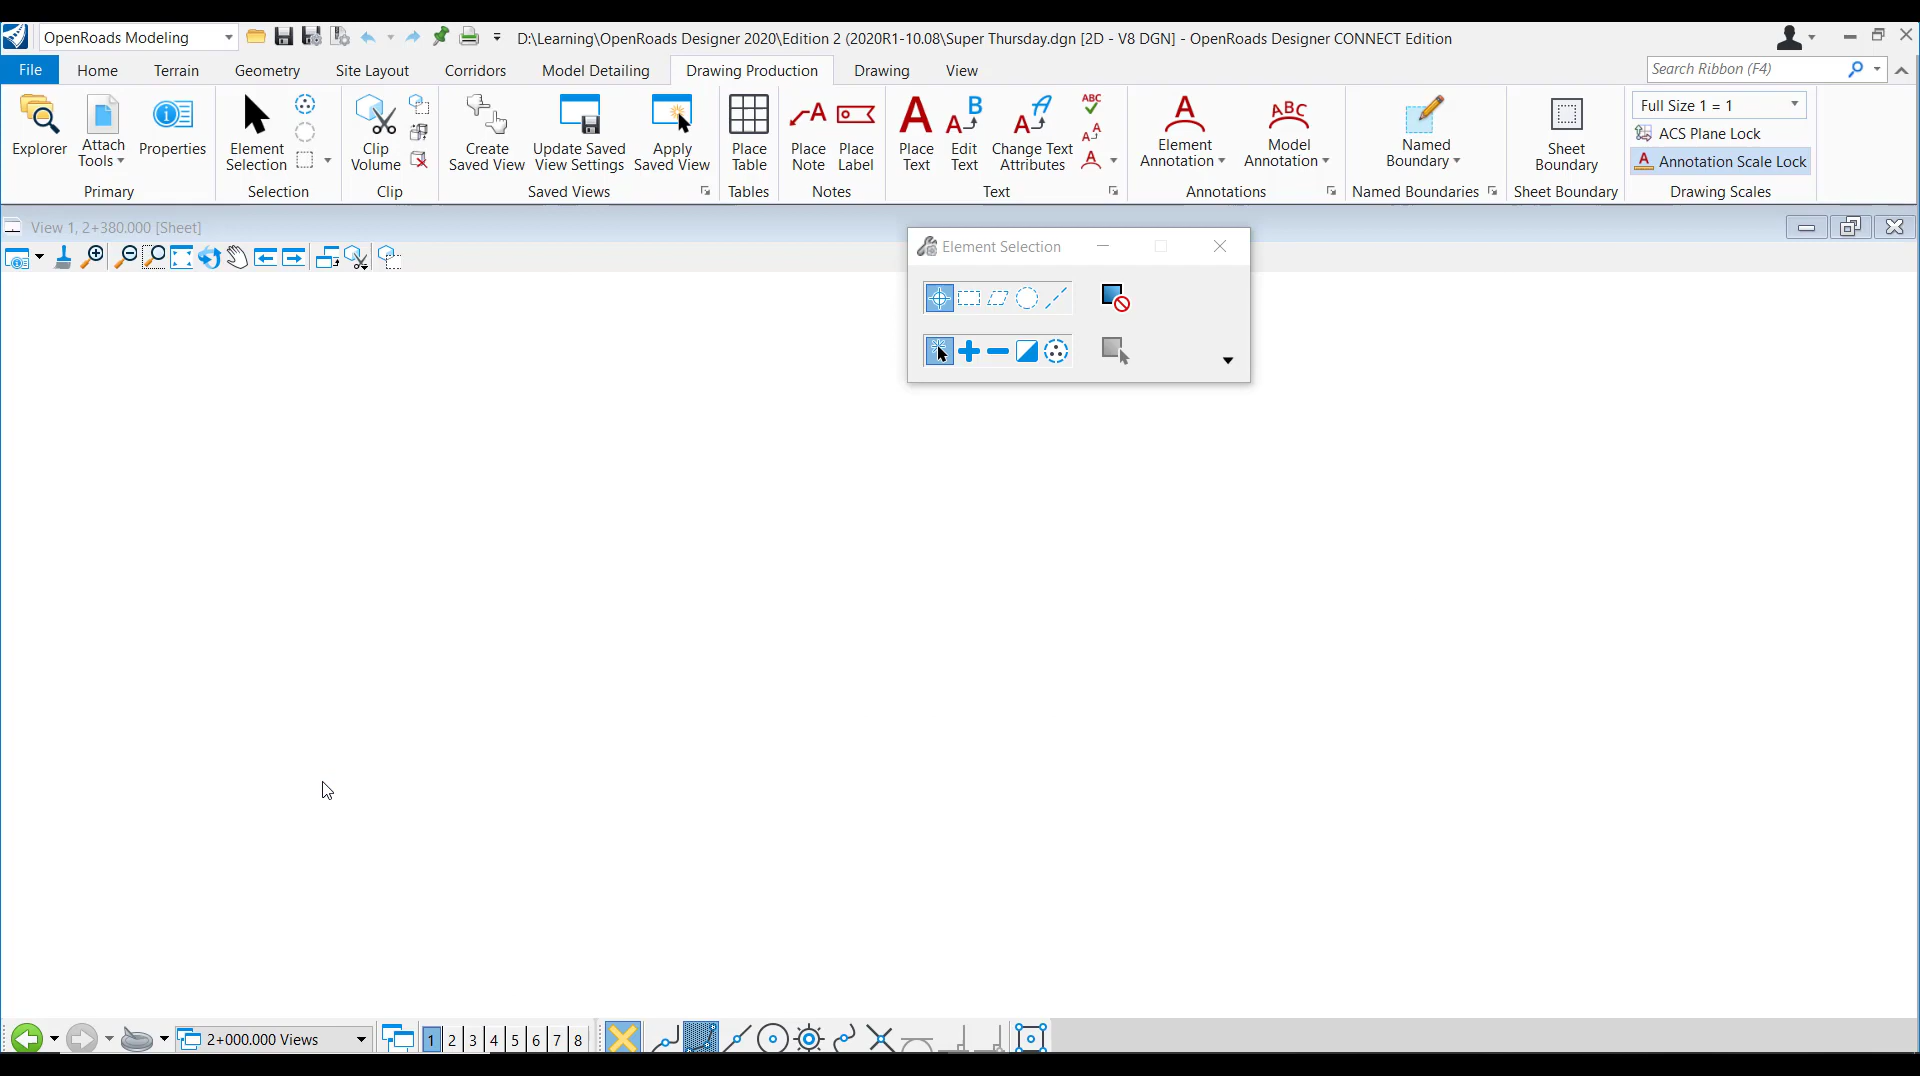 OpenRoads Modeling
D:\Learning\OpenRoads Designer 2020\Edition 2 (2020R1-10.08\Super Thursday.dgn [2D - V8 DGN] - OpenRoads Designer CONNECT Edition
File Home Terrain Geometry Site Layout Corridors Model Detailing Drawing Production Drawing View
Search Ribbon (F4)
Explorer
Attach
Tools
Properties
Primary
Element
Selection
Selection
Clip
Volume
Clip
Create
Saved View
Update Saved
View Settings
Apply
Saved View
Saved Views
Place
Table
Tables
Place
Note
Place
Label
Notes
Place
Text
Edit
Text
Change Text
Attributes
Text
Element
Annotation
Model
Annotation
Annotations
Named
Boundary
Named Boundaries
Sheet
Boundary
Sheet Boundary
Full Size 1 = 1
ACS Plane Lock
Annotation Scale Lock
Drawing Scales
View 1, 2+380.000 [Sheet]
Element Selection
2+000.000 Views
1 2 3 4 5 6 7 8